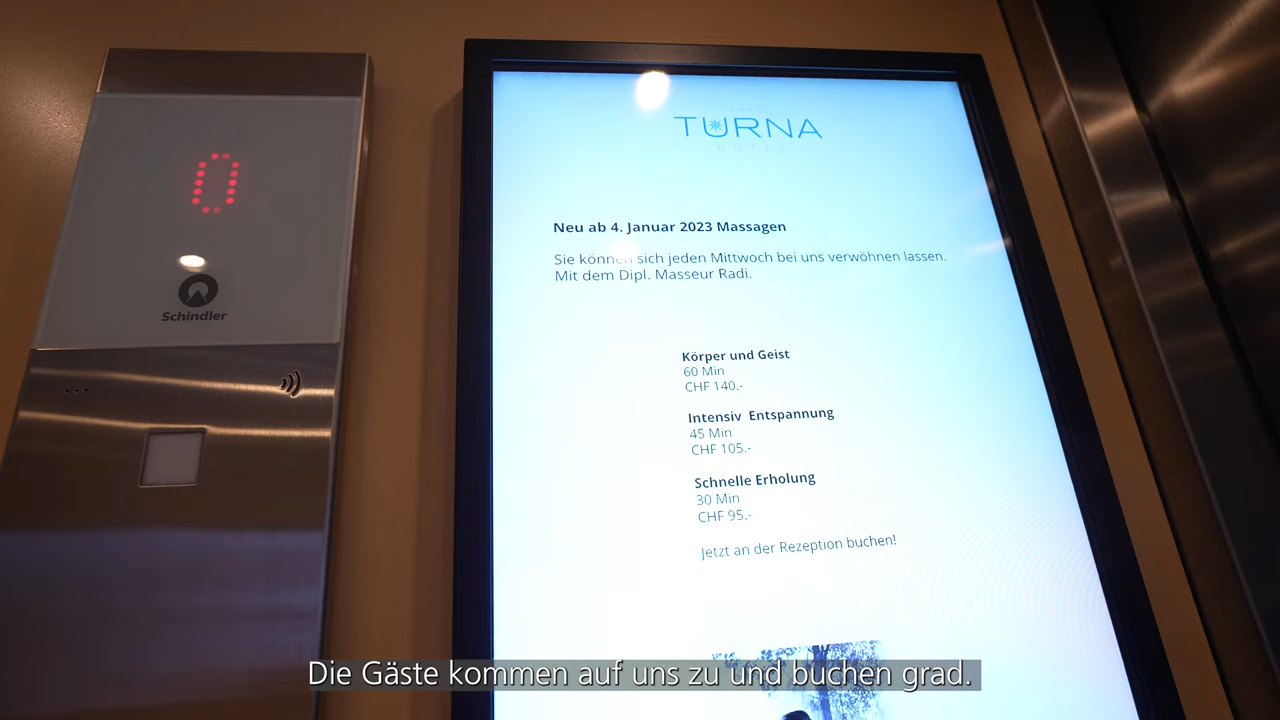 0
Schindler
TURNA
HOTEL
Neu ab 4. Januar 2023 Massagen
Sie können sich jeden Mittwoch bei uns verwöhnen lassen.
Mit dem Dipl. Masseur Radi.
Körper und Geist
60 Min
CHF 140.-
Intensiv Entspannung
45 Min
CHF 105.-
Schnelle Erholung
30 Min
CHF 95.-
Jetzt an der Rezeption buchen!
Die Gäste kommen auf uns zu und buchen grad.